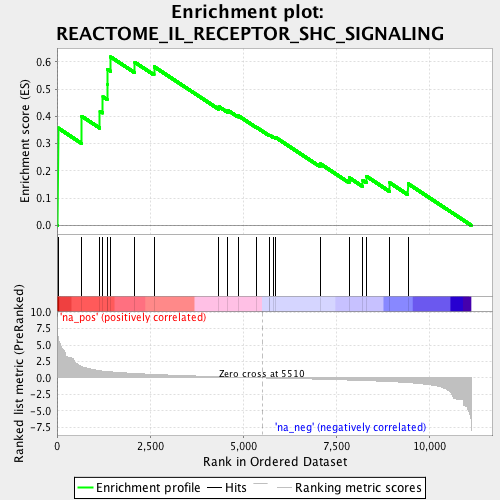 Enrichment plot:
REACTOME_IL_RECEPTOR_SHC_SIGNALING
Enrichment score (ES)
0.6
0.5
0.4
0.3
0.2
0.1
0.0
Ranked list metric (PreRanked)
10.0
7.5
5.0
2.5
0.0
-2.5
-5.0
-7.5
'na_pos' (positively correlated)
Zero cross at 5510
'na_neg' (negatively correlated)
0
2,500
5,000
7,500
10,000
Rank in Ordered Dataset
Enrichment profile
Hits
Ranking metric scores